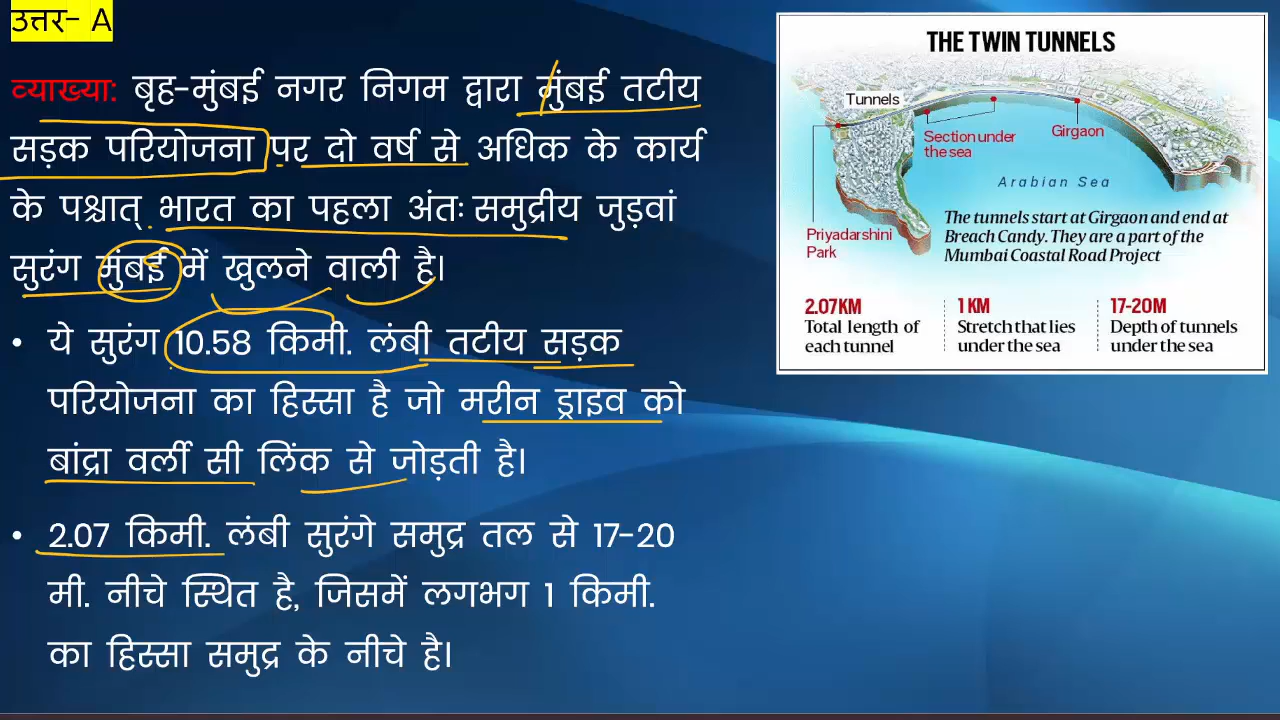 उत्तर- A
व्याख्या: बृह-मुंबई नगर निगम द्वारा मुंबई तटीय
सड़क परियोजना पर दो वर्ष से अधिक के कार्य
के पश्चात् भारत का पहला अंतः समुद्रीय जुड़वां
सुरंग मुंबई में खुलने वाली है।
• ये सुरंग 10.58 किमी. लंबी तटीय सड़क
परियोजना का हिस्सा है जो मरीन ड्राइव को
बांद्रा वर्ली सी लिंक से जोड़ती है।
• 2.07 किमी. लंबी सुरंगे समुद्र तल से 17-20
मी. नीचे स्थित है, जिसमें लगभग 1 किमी.
का हिस्सा समुद्र के नीचे है।
THE TWIN TUNNELS
Tunnels
Section under
the sea
Girgaon
Arabian Sea
Priyadarshini
Park
The tunnels start at Girgaon and end at
Breach Candy. They are a part of the
Mumbai Coastal Road Project
2.07KM
Total length of
each tunnel
1 KM
Stretch that lies
under the sea
17-20M
Depth of tunnels
under the sea